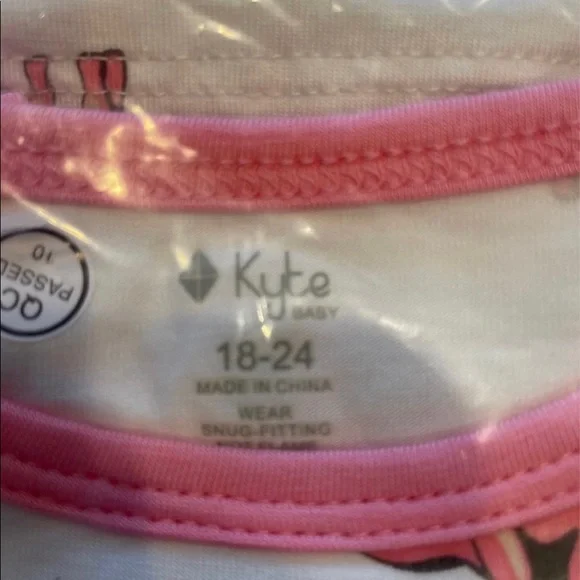 Kyte
BABY
18-24
MADE IN CHINA
WEAR
SNUG-FITTING
QC
PASSED
10